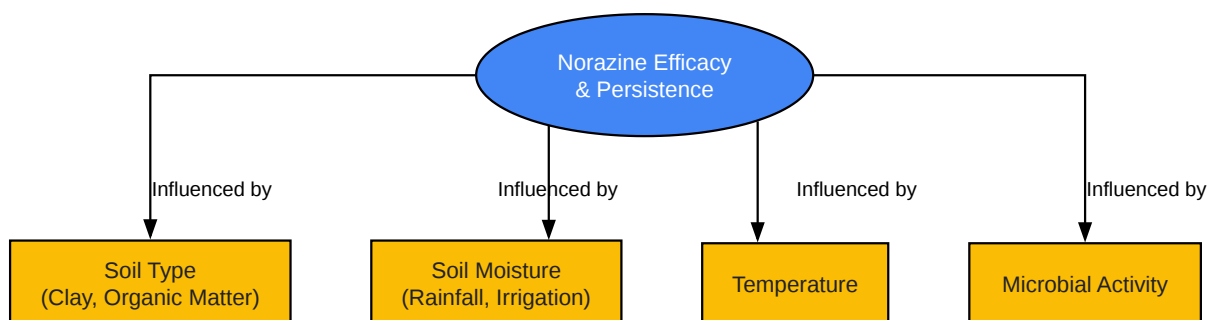 Norazine Efficacy
& Persistence
Influenced by
Influenced by
Influenced by
Influenced by
Soil Type
(Clay, Organic Matter)
Soil Moisture
(Rainfall, Irrigation)
Temperature
Microbial Activity